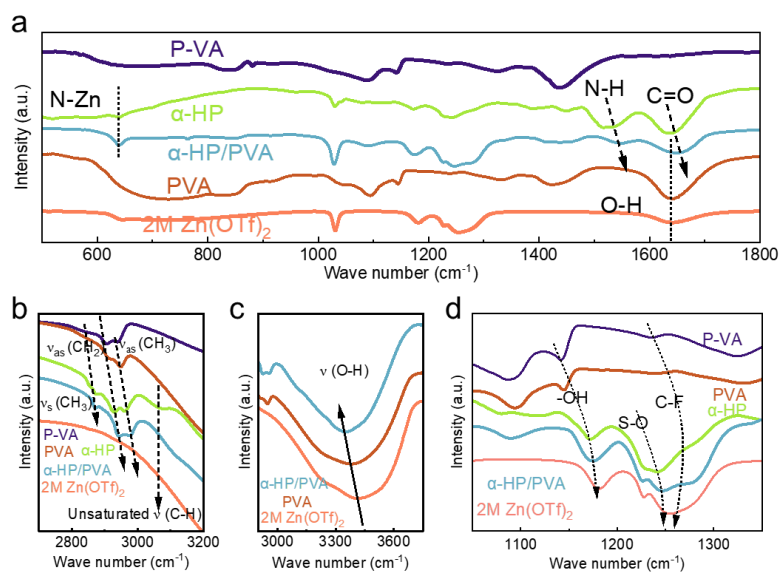 a
P-VA
N-Zn
N-H
C=O
α-HP
α-HP/PVA
PVA
O-H
2M Zn(OTf)₂
Intensity (a.u.)
600 800 1000 1200 1400 1600 1800
Wave number (cm⁻¹)
b
νas (CH₂)
νas (CH₃)
νs (CH₃)
P-VA
PVA α-HP
α-HP/PVA
2M Zn(OTf)₂
Unsaturated ν (C-H)
Intensity (a.u.)
2800 3000 3200
Wave number (cm⁻¹)
c
ν (O-H)
α-HP/PVA
PVA
2M Zn(OTf)₂
Intensity (a.u.)
3000 3300 3600
Wave number (cm⁻¹)
d
P-VA
PVA
-OH
C-F
α-HP
S-O
α-HP/PVA
2M Zn(OTf)₂
Intensity (a.u.)
1100 1200 1300
Wave number (cm⁻¹)